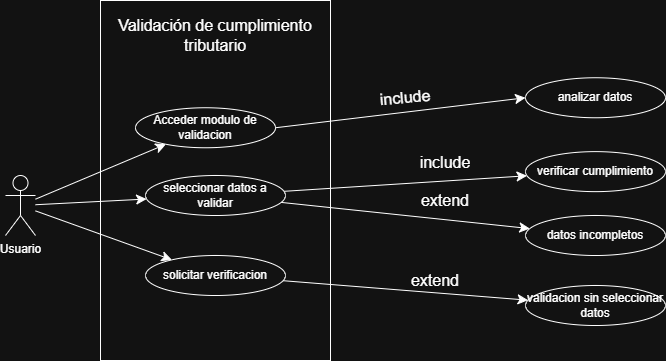 Validación de cumplimiento
tributario
include
analizar datos
Acceder modulo de
validacion
include
verificar cumplimiento
seleccionar datos a
validar
extend
Usuario
datos incompletos
solicitar verificacion
extend
validacion sin seleccionar
datos